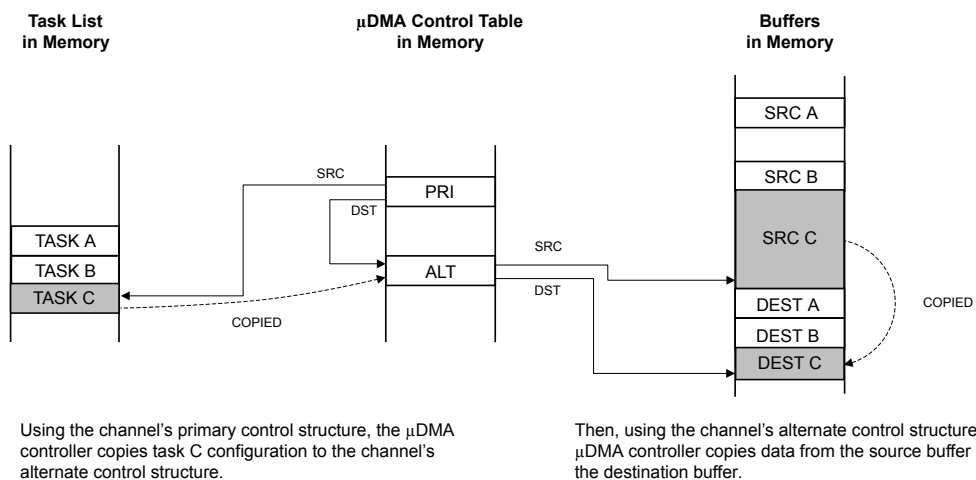 Task List
in Memory
μDMA Control Table
in Memory
Buffers
in Memory
SRC A
SRC B
SRC
PRI
DST
SRC C
TASK A
SRC
TASK B
ALT
TASK C
DST
DEST A
COPIED
COPIED
DEST B
DEST C
Using the channel's primary control structure, the μDMA
controller copies task C configuration to the channel's
alternate control structure.
Then, using the channel's alternate control structure
μDMA controller copies data from the source buffer
the destination buffer.